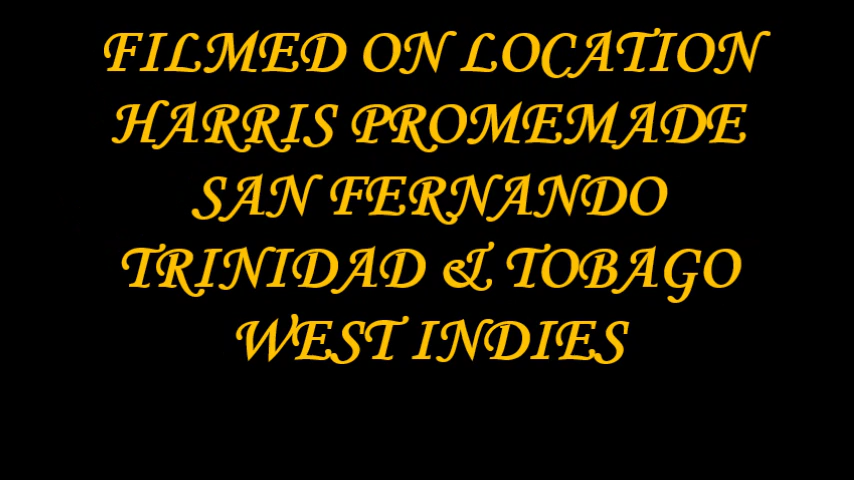 FILMED ON LOCATION
HARRIS PROMEMADE
SAN FERNANDO
TRINIDAD & TOBAGO
WEST INDIES